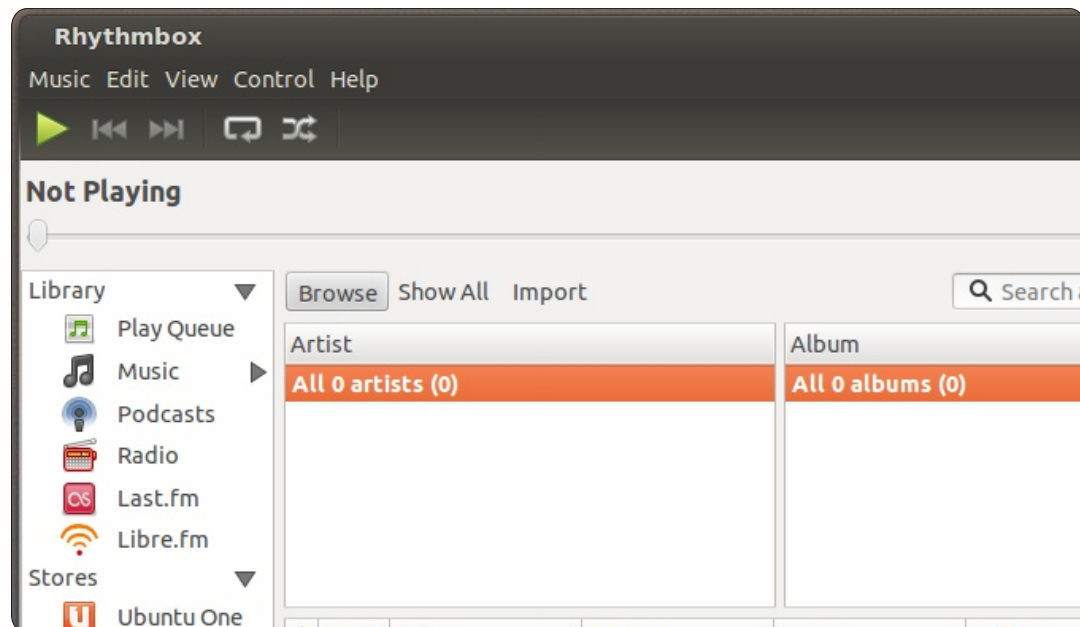 Rhythmbox
Music Edit View Control Help
Not Playing
Library
Browse Show All Import
Search
Play Queue
Music
Podcasts
Radio
Last.fm
Libre.fm
Stores
Ubuntu One
Artist
All 0 artists (0)
Album
All 0 albums (0)